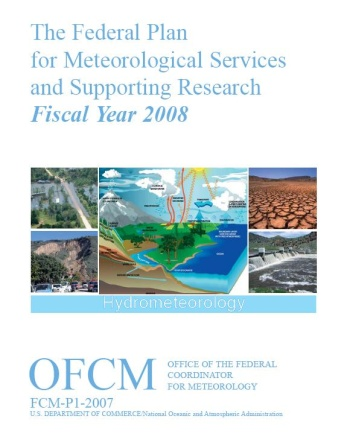 The Federal Plan
for Meteorological Services
and Supporting Research
Fiscal Year 2008
Hydrometeorology
OFCM
OFFICE OF THE FEDERAL
COORDINATOR
FOR METEOROLOGY
FCM-P1-2007
U.S. DEPARTMENT OF COMMERCE/National Oceanic and Atmospheric Administration